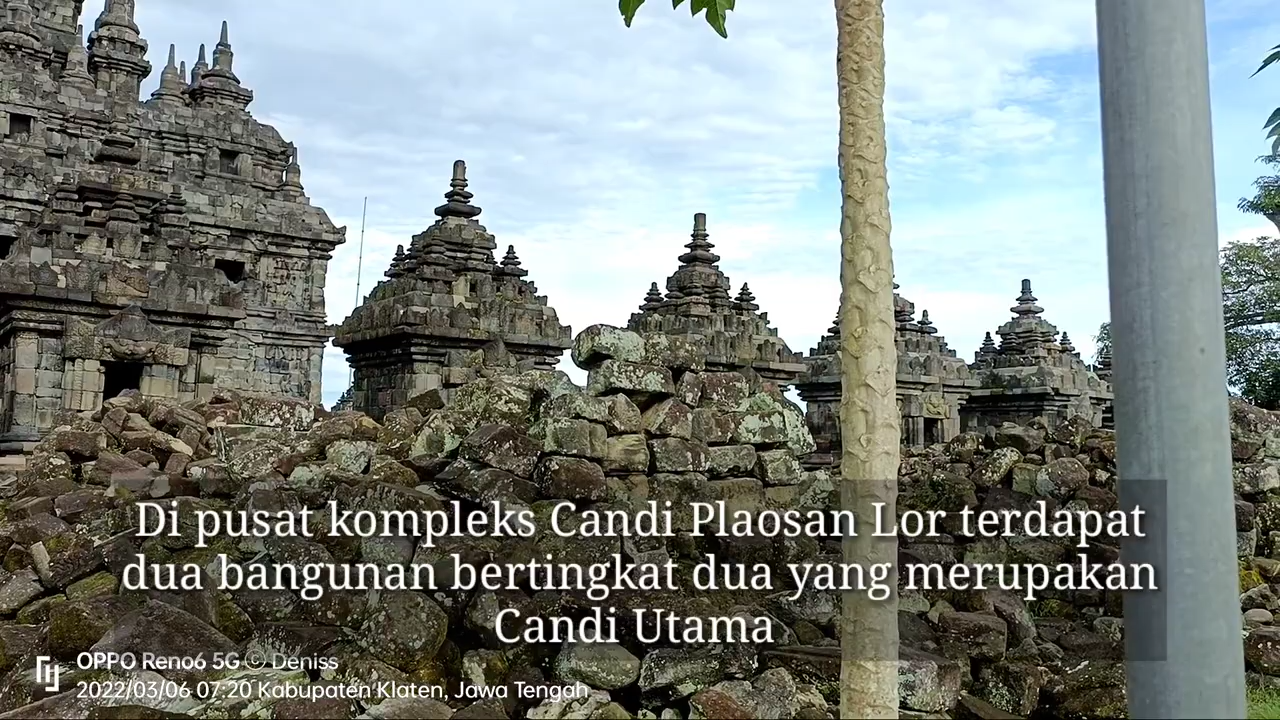 Di pusat kompleks Candi Plaosan Lor terdapat
dua bangunan bertingkat dua yang merupakan
Candi Utama
OPPO Reno6 5G Deniss
2022/03/06 07:20 Kabupaten Klaten, Jawa Tengah